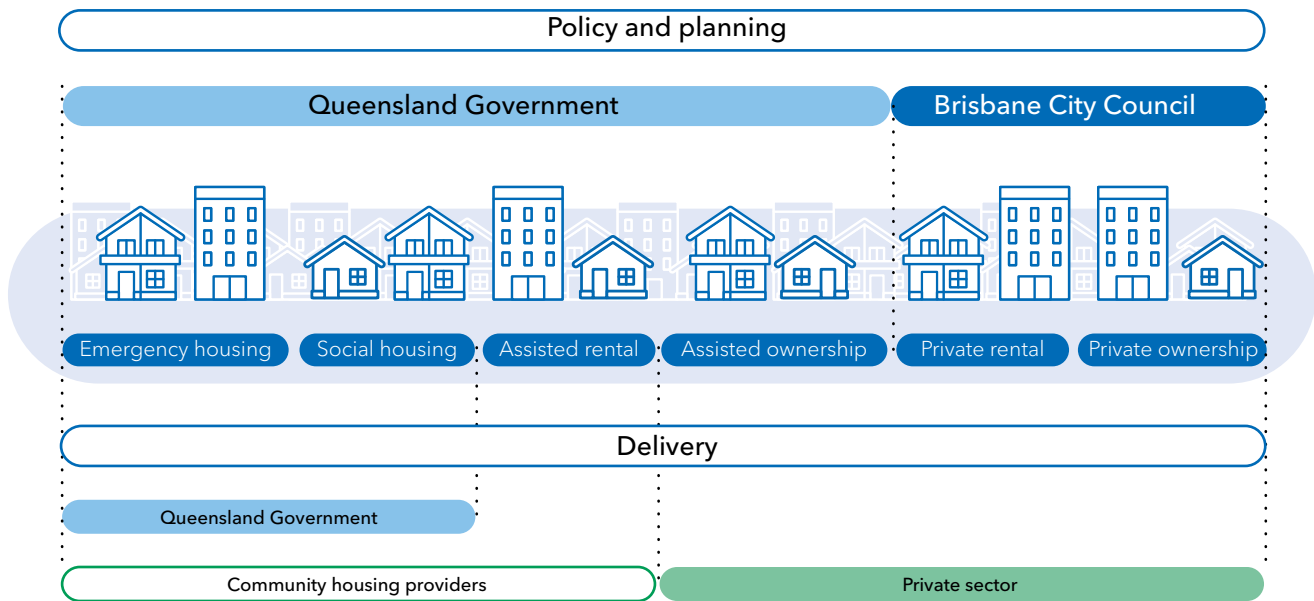 Policy and planning
Queensland Government
Brisbane City Council
Emergency housing
Social housing
Assisted rental
Assisted ownership
Private rental
Private ownership
Delivery
Queensland Government
Community housing providers
Private sector